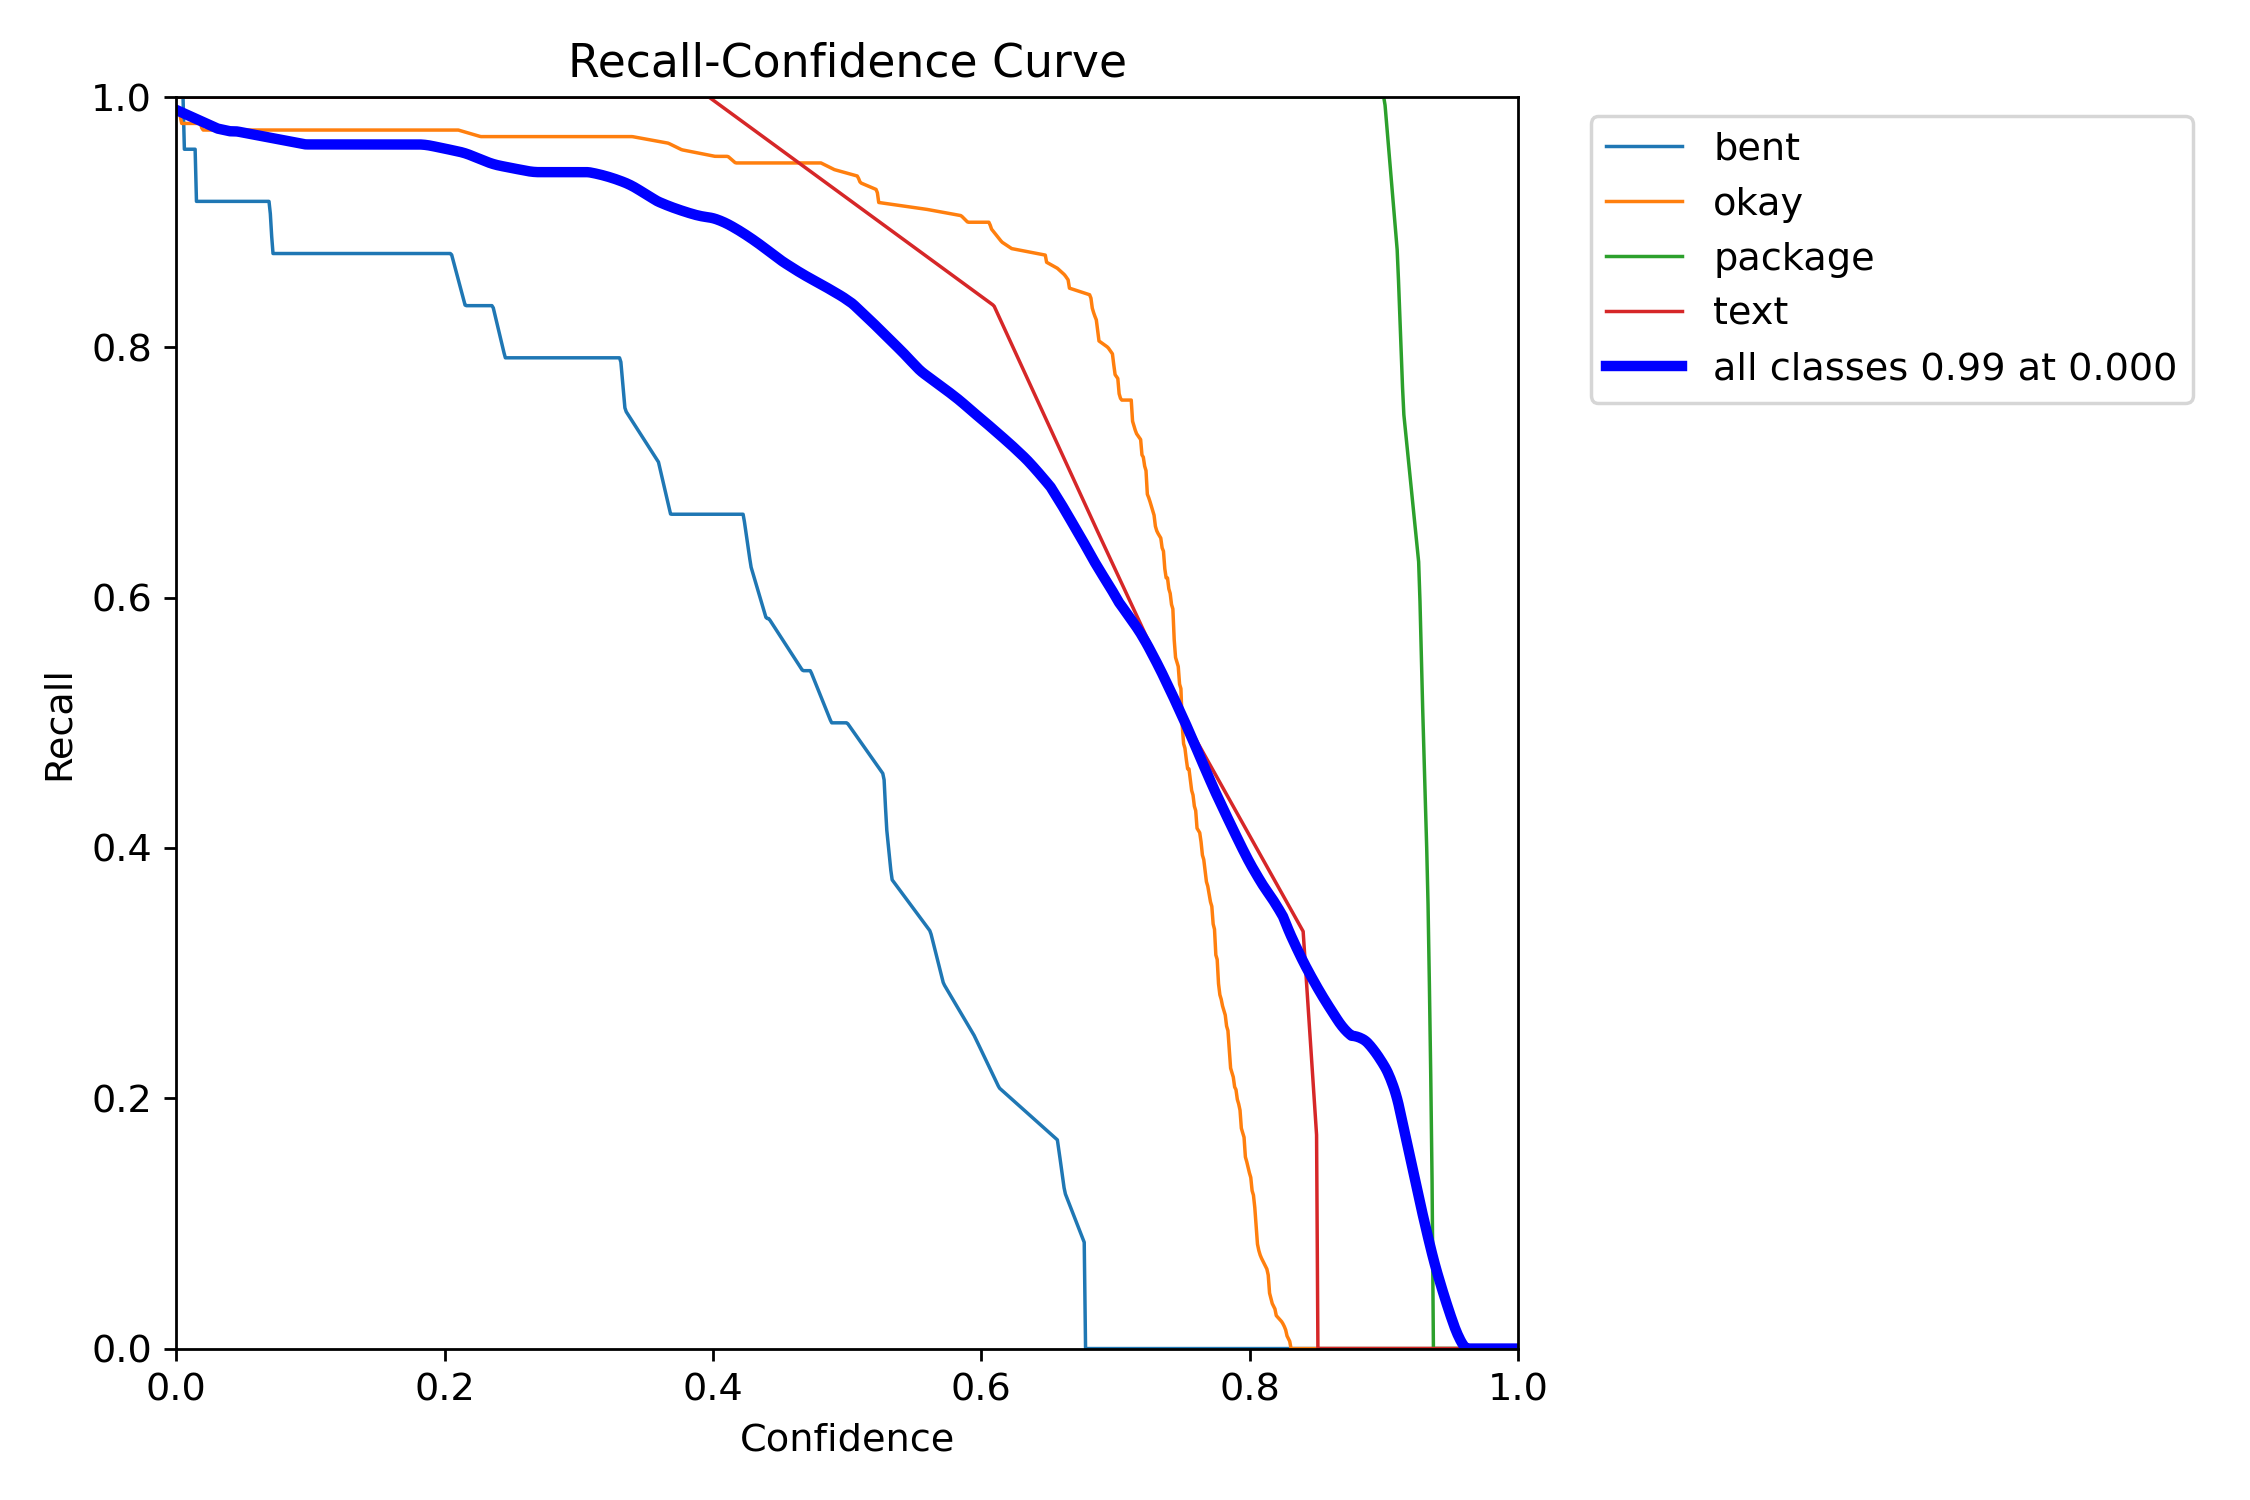 Recall-Confidence Curve
1.0
0.8
0.6
0.4
0.2
0.0
Recall
0.0 0.2 0.4 0.6 0.8 1.0
Confidence
bent
okay
package
text
all classes 0.99 at 0.000